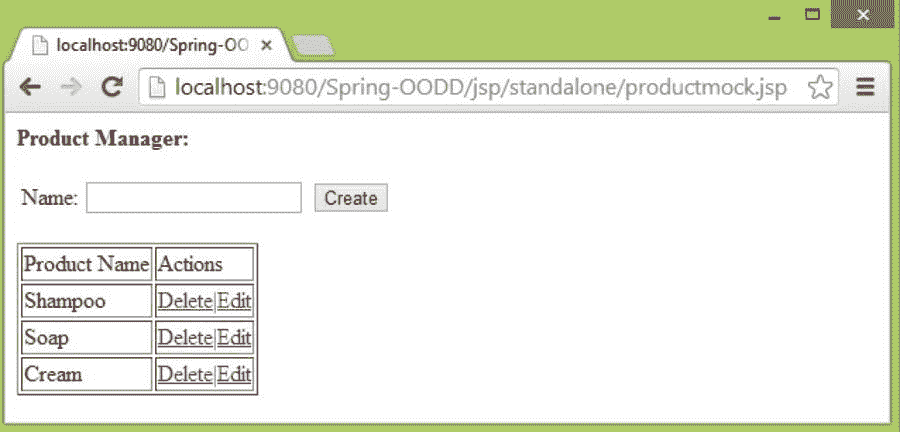 localhost:9080/Spring-OO
localhost:9080/Spring-OODD/jsp/standalone/productmock.jsp
Product Manager:
Name: Create
Product Name Actions
Shampoo Delete|Edit
Soap Delete|Edit
Cream Delete|Edit